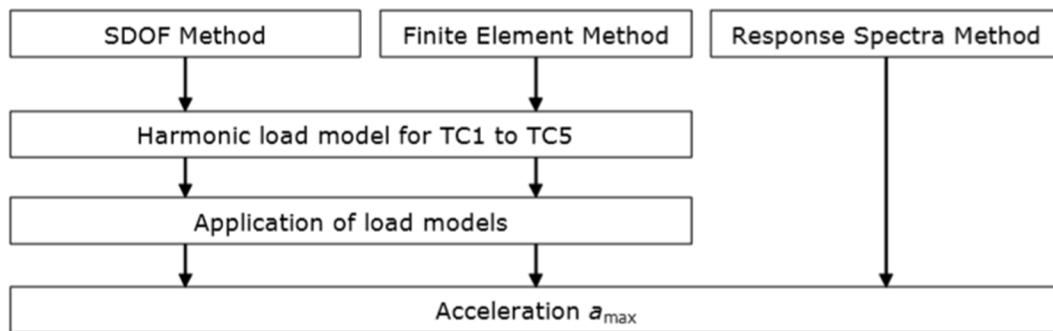 SDOF Method
Finite Element Method
Response Spectra Method
Harmonic load model for TC1 to TC5
Application of load models
Acceleration a_max